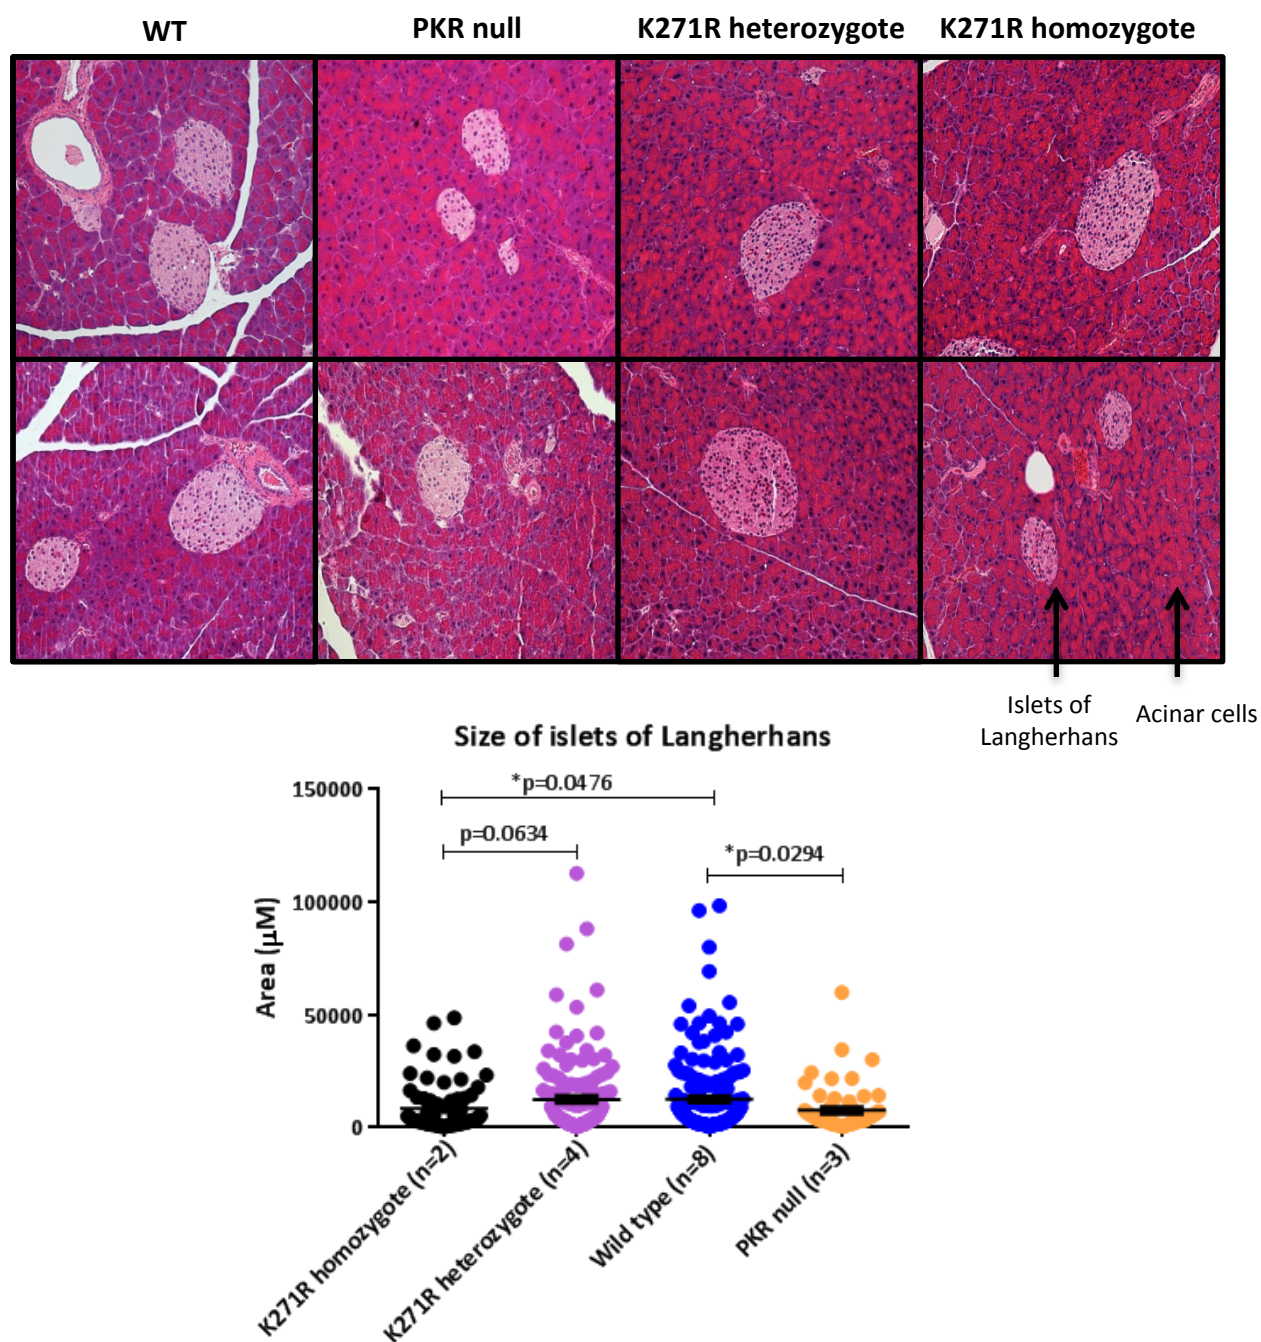 WT
PKR null
K271R heterozygote
K271R homozygote
Islets of
Langherhans
Acinar cells
Size of islets of Langherhans
*p=0.0476
p=0.0634
*p=0.0294
150000
100000
50000
0
Area (µM)
K271R homozygote (n=2)
K271R heterozygote (n=4)
Wild type (n=8)
PKR null (n=3)